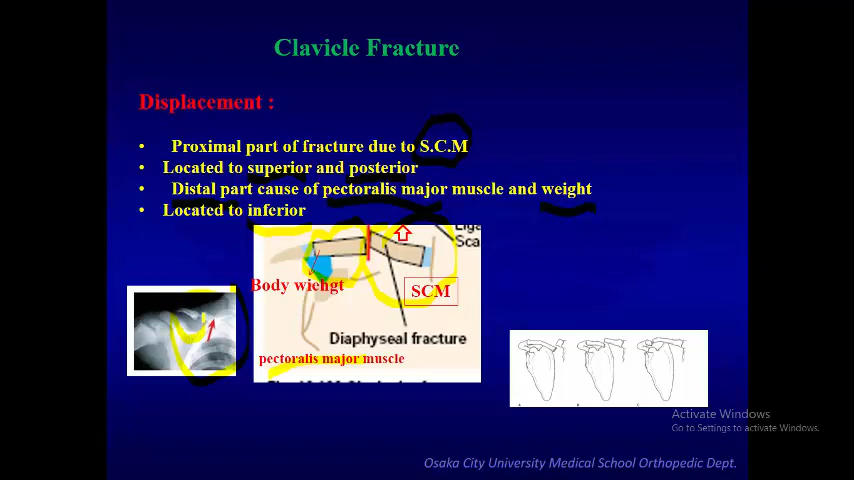 Clavicle Fracture
Displacement :
• Proximal part of fracture due to S.C.M
• Located to superior and posterior
• Distal part cause of pectoralis major muscle and weight
• Located to inferior
Sca
Body wiehgt
SCM
Diaphyseal fracture
pectoralis major muscle
Activate Windows
Go to Settings to activate Windows.
Osaka City University Medical School Orthopedic Dept.